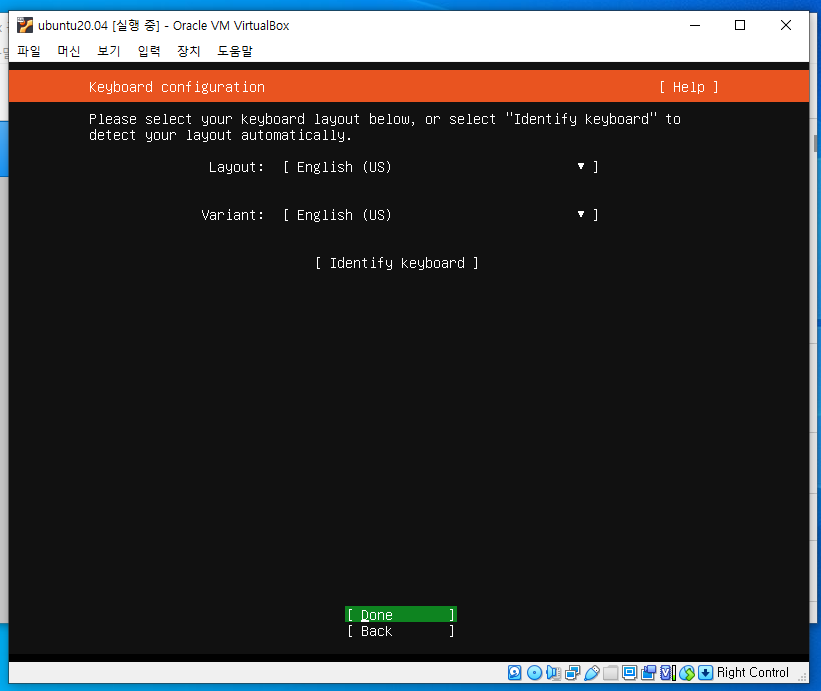 ubuntu20.04 [실행 중] - Oracle VM VirtualBox
파일 머신 보기 입력 장치 도움말
Keyboard configuration [ Help ]
Please select your keyboard layout below, or select "Identify keyboard" to
detect your layout automatically.
Layout: [ English (US) ▾ ]
Variant: [ English (US) ▾ ]
[ Identify keyboard ]
[ Done ]
[ Back ]
Right Control